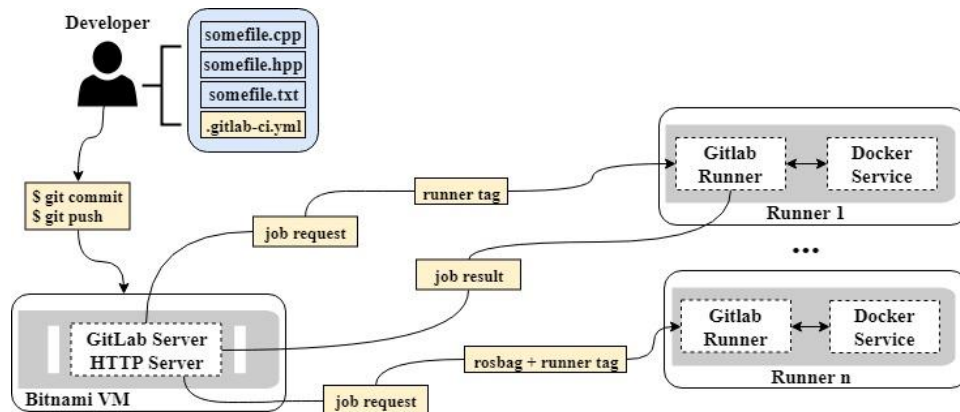 Developer
somefile.cpp
somefile.hpp
somefile.txt
.gitlab-ci.yml
$ git commit
$ git push
job request
runner tag
Gitlab
Runner
Docker
Service
Runner 1
...
job result
GitLab Server
HTTP Server
Bitnami VM
job request
rosbag + runner tag
Gitlab
Runner
Docker
Service
Runner n